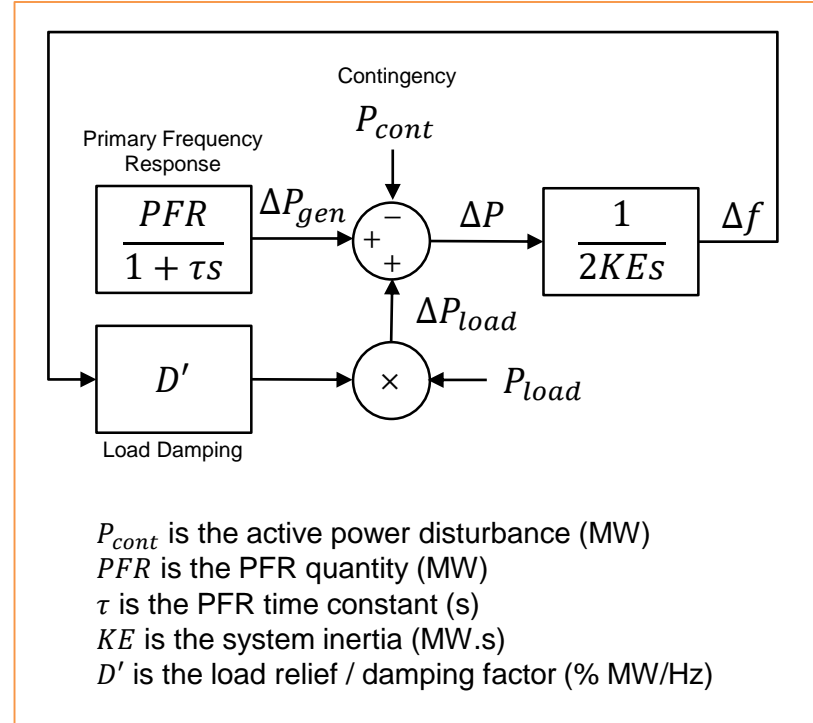 Contingency
P_cont
Primary Frequency
Response
PFR
1 + τs
ΔP_gen
−
+
+
ΔP
1
2KEs
Δf
ΔP_load
D′
×
P_load
Load Damping
P_cont is the active power disturbance (MW)
PFR is the PFR quantity (MW)
τ is the PFR time constant (s)
KE is the system inertia (MW.s)
D′ is the load relief / damping factor (% MW/Hz)